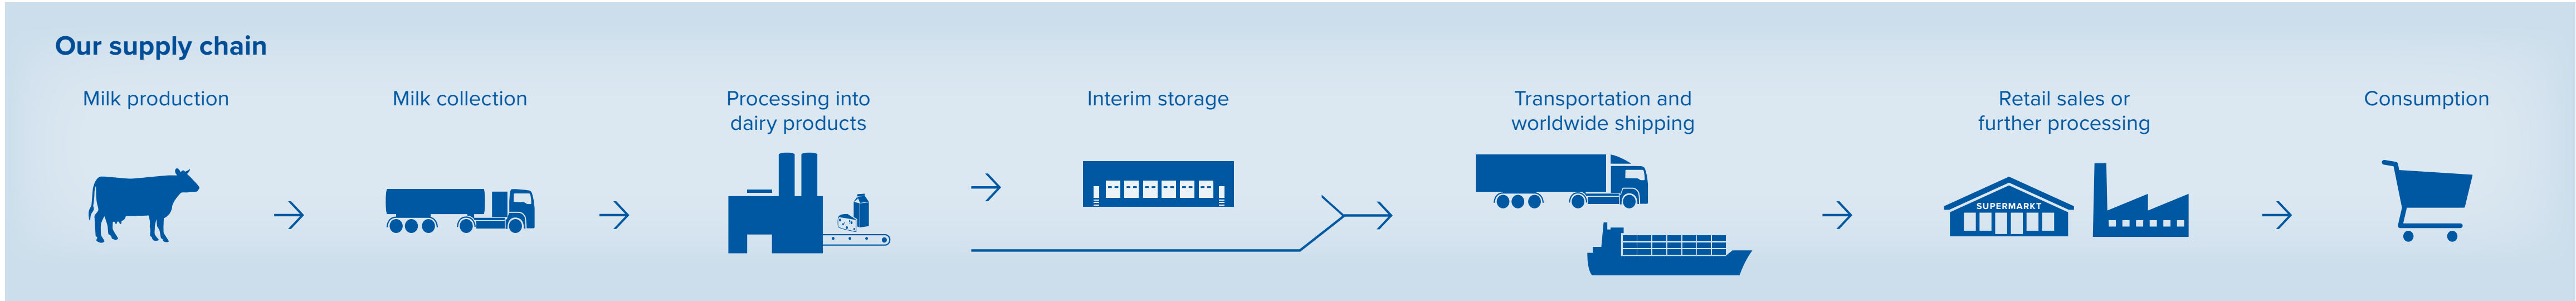 Our supply chain
Milk production
Milk collection
Processing into
dairy products
Interim storage
Transportation and
worldwide shipping
Retail sales or
further processing
Consumption
SUPERMARKT